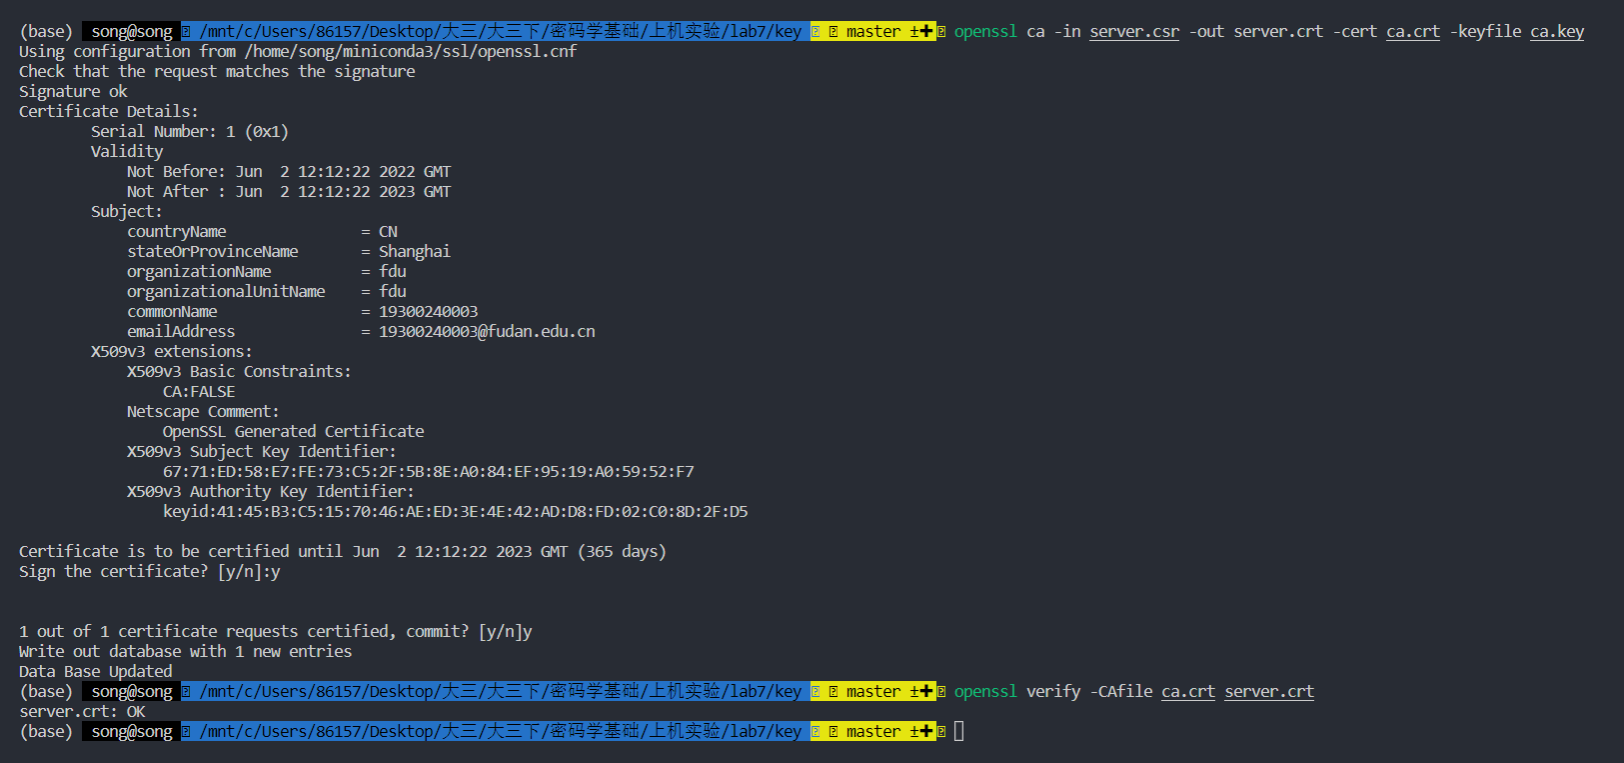 (base) song@song /mnt/c/Users/86157/Desktop/大三/大三下/密码学基础/上机实验/lab7/key master ±✚ openssl ca -in server.csr -out server.crt -cert ca.crt -keyfile ca.key
Using configuration from /home/song/miniconda3/ssl/openssl.cnf
Check that the request matches the signature
Signature ok
Certificate Details:
        Serial Number: 1 (0x1)
        Validity
            Not Before: Jun  2 12:12:22 2022 GMT
            Not After : Jun  2 12:12:22 2023 GMT
        Subject:
            countryName               = CN
            stateOrProvinceName       = Shanghai
            organizationName          = fdu
            organizationalUnitName    = fdu
            commonName                = 19300240003
            emailAddress              = 19300240003@fudan.edu.cn
        X509v3 extensions:
            X509v3 Basic Constraints:
                CA:FALSE
            Netscape Comment:
                OpenSSL Generated Certificate
            X509v3 Subject Key Identifier:
                67:71:ED:58:E7:FE:73:C5:2F:5B:8E:A0:84:EF:95:19:A0:59:52:F7
            X509v3 Authority Key Identifier:
                keyid:41:45:B3:C5:15:70:46:AE:ED:3E:4E:42:AD:D8:FD:02:C0:8D:2F:D5
Certificate is to be certified until Jun  2 12:12:22 2023 GMT (365 days)
Sign the certificate? [y/n]:y
1 out of 1 certificate requests certified, commit? [y/n]y
Write out database with 1 new entries
Data Base Updated
(base) song@song /mnt/c/Users/86157/Desktop/大三/大三下/密码学基础/上机实验/lab7/key master ±✚ openssl verify -CAfile ca.crt server.crt
server.crt: OK
(base) song@song /mnt/c/Users/86157/Desktop/大三/大三下/密码学基础/上机实验/lab7/key master ±✚